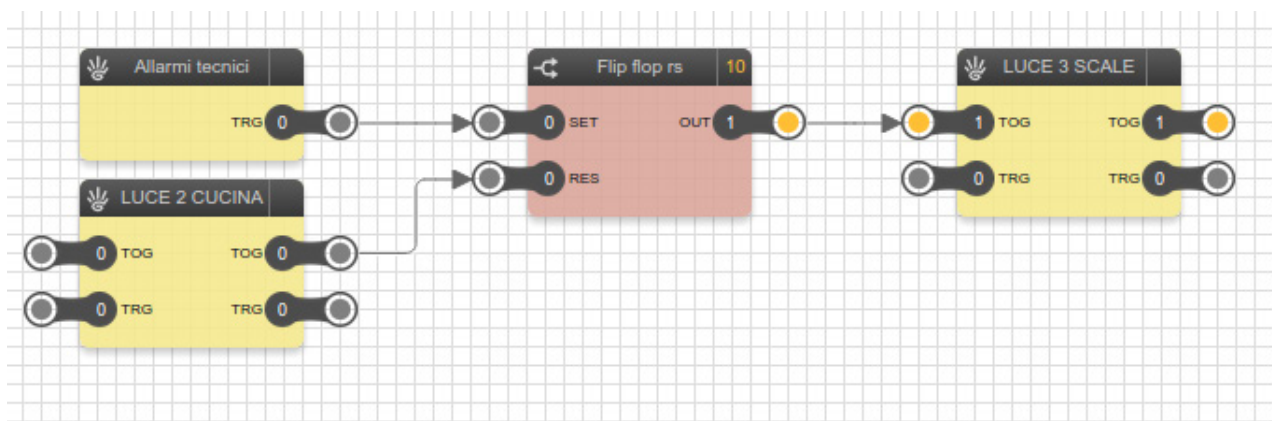 Allarmi tecnici
TRG 0
LUCE 2 CUCINA
0 TOG TOG 0
0 TRG TRG 0
Flip flop rs 10
0 SET OUT 1
0 RES
LUCE 3 SCALE
1 TOG TOG 1
0 TRG TRG 0